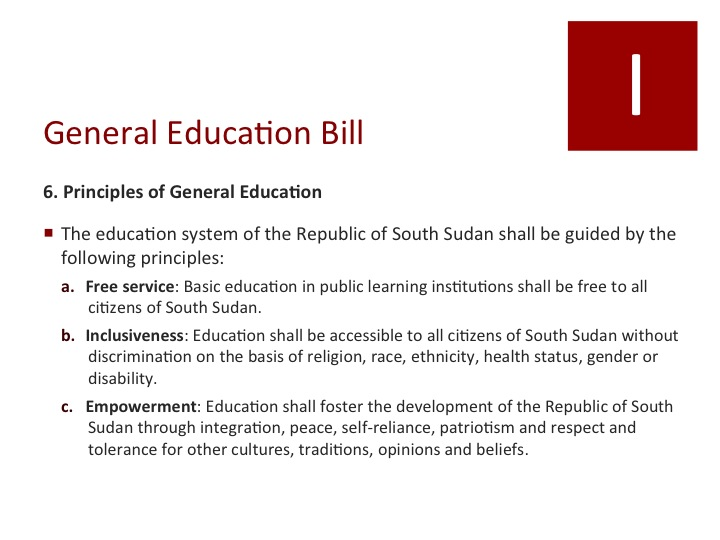 I
General Education Bill
6. Principles of General Education
▪ The education system of the Republic of South Sudan shall be guided by the
following principles:
a. Free service: Basic education in public learning institutions shall be free to all
citizens of South Sudan.
b. Inclusiveness: Education shall be accessible to all citizens of South Sudan without
discrimination on the basis of religion, race, ethnicity, health status, gender or
disability.
c. Empowerment: Education shall foster the development of the Republic of South
Sudan through integration, peace, self-reliance, patriotism and respect and
tolerance for other cultures, traditions, opinions and beliefs.